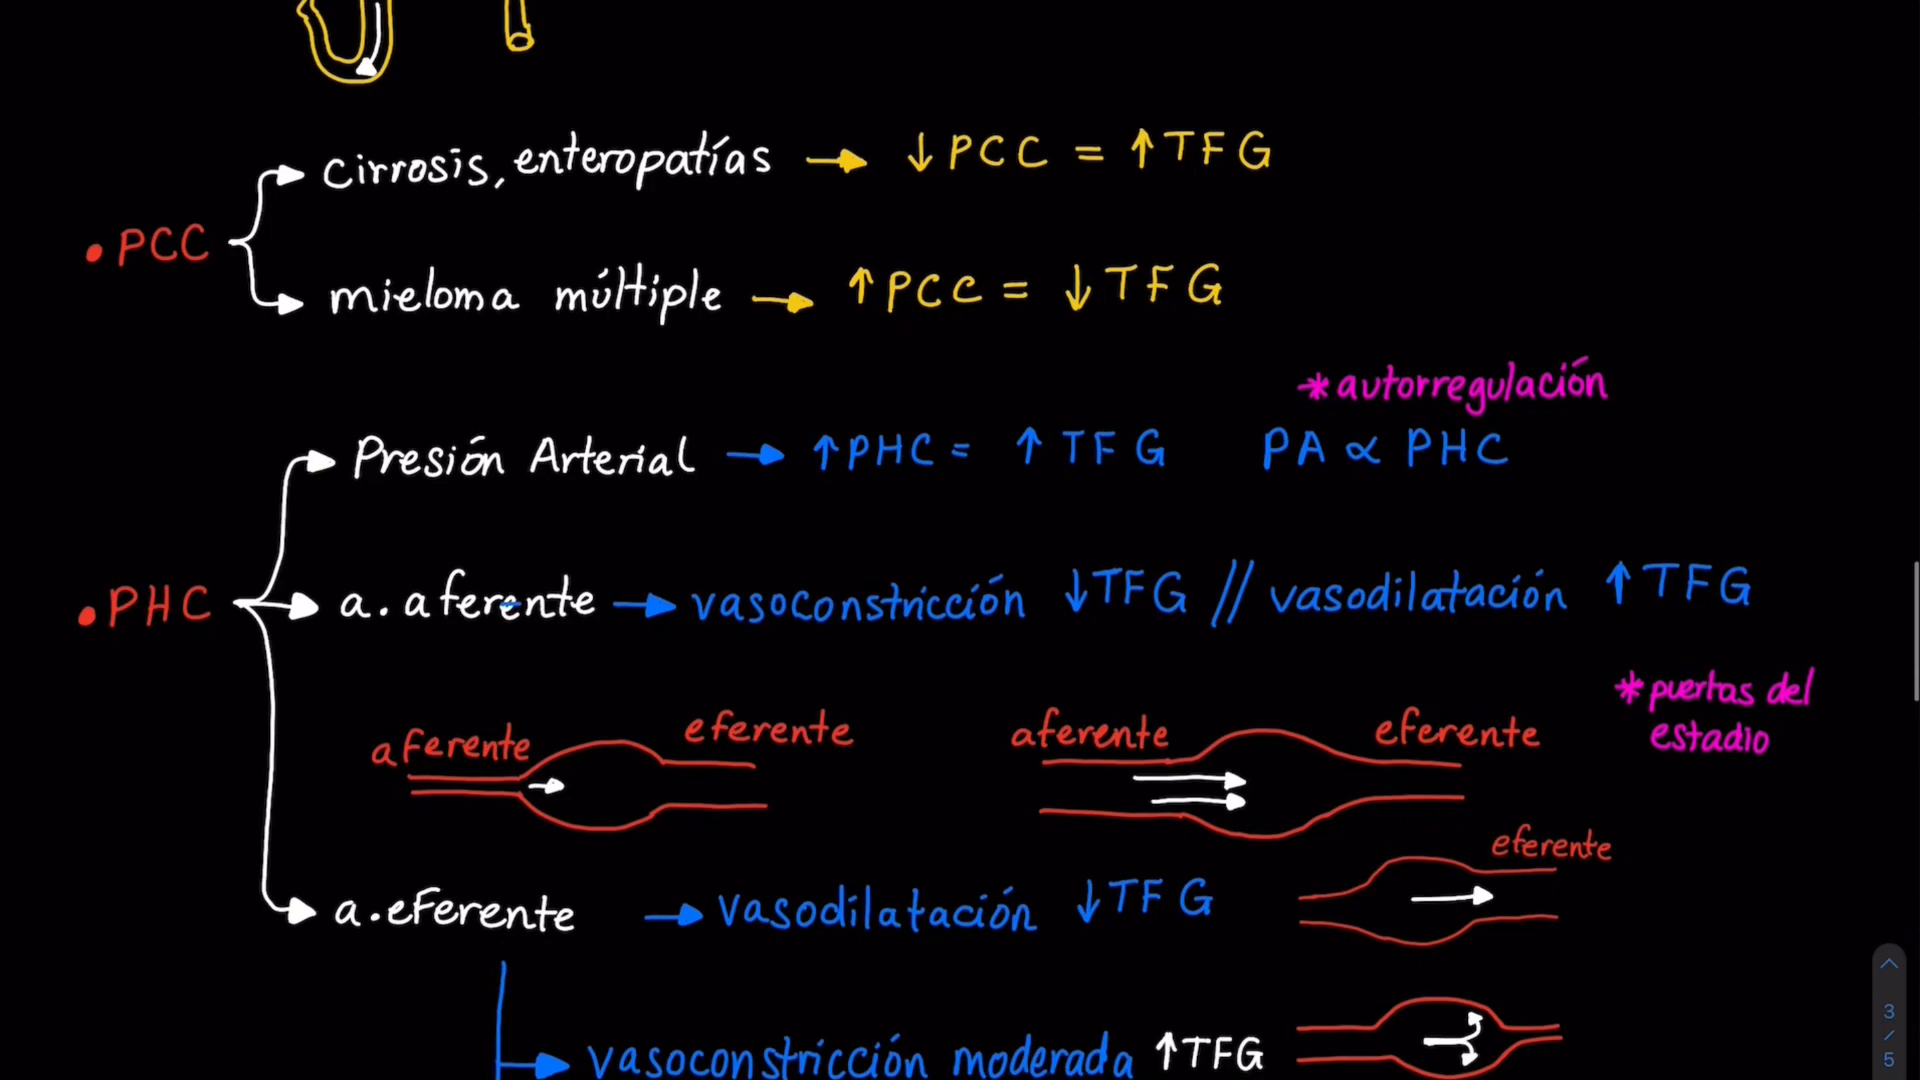 cirrosis, enteropatías → ↓ PCC = ↑ TFG
• PCC
mieloma múltiple → ↑ PCC = ↓ TFG
* autorregulación
Presión Arterial → ↑ PHC = ↑ TFG PA ∝ PHC
• PHC
a. aferente → vasoconstricción ↓ TFG // vasodilatación ↑ TFG
* puertas del
estadio
aferente eferente
aferente eferente
eferente
a. eferente → vasodilatación ↓ TFG
vasoconstricción moderada ↑ TFG
3
/
5